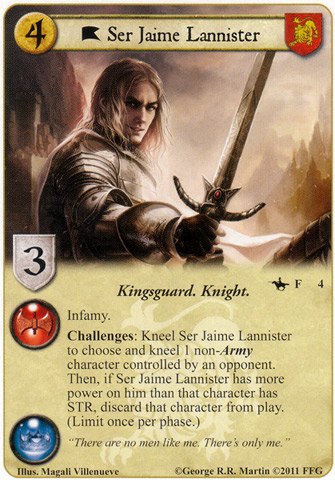 4
Ser Jaime Lannister
3
Kingsguard. Knight.
F 4
Infamy.
Challenges: Kneel Ser Jaime Lannister
to choose and kneel 1 non-Army
character controlled by an opponent.
Then, if Ser Jaime Lannister has more
power on him than that character has
STR, discard that character from play.
(Limit once per phase.)
"There are no men like me. There's only me."
Illus. Magali Villenueve ©George R.R. Martin ©2011 FFG